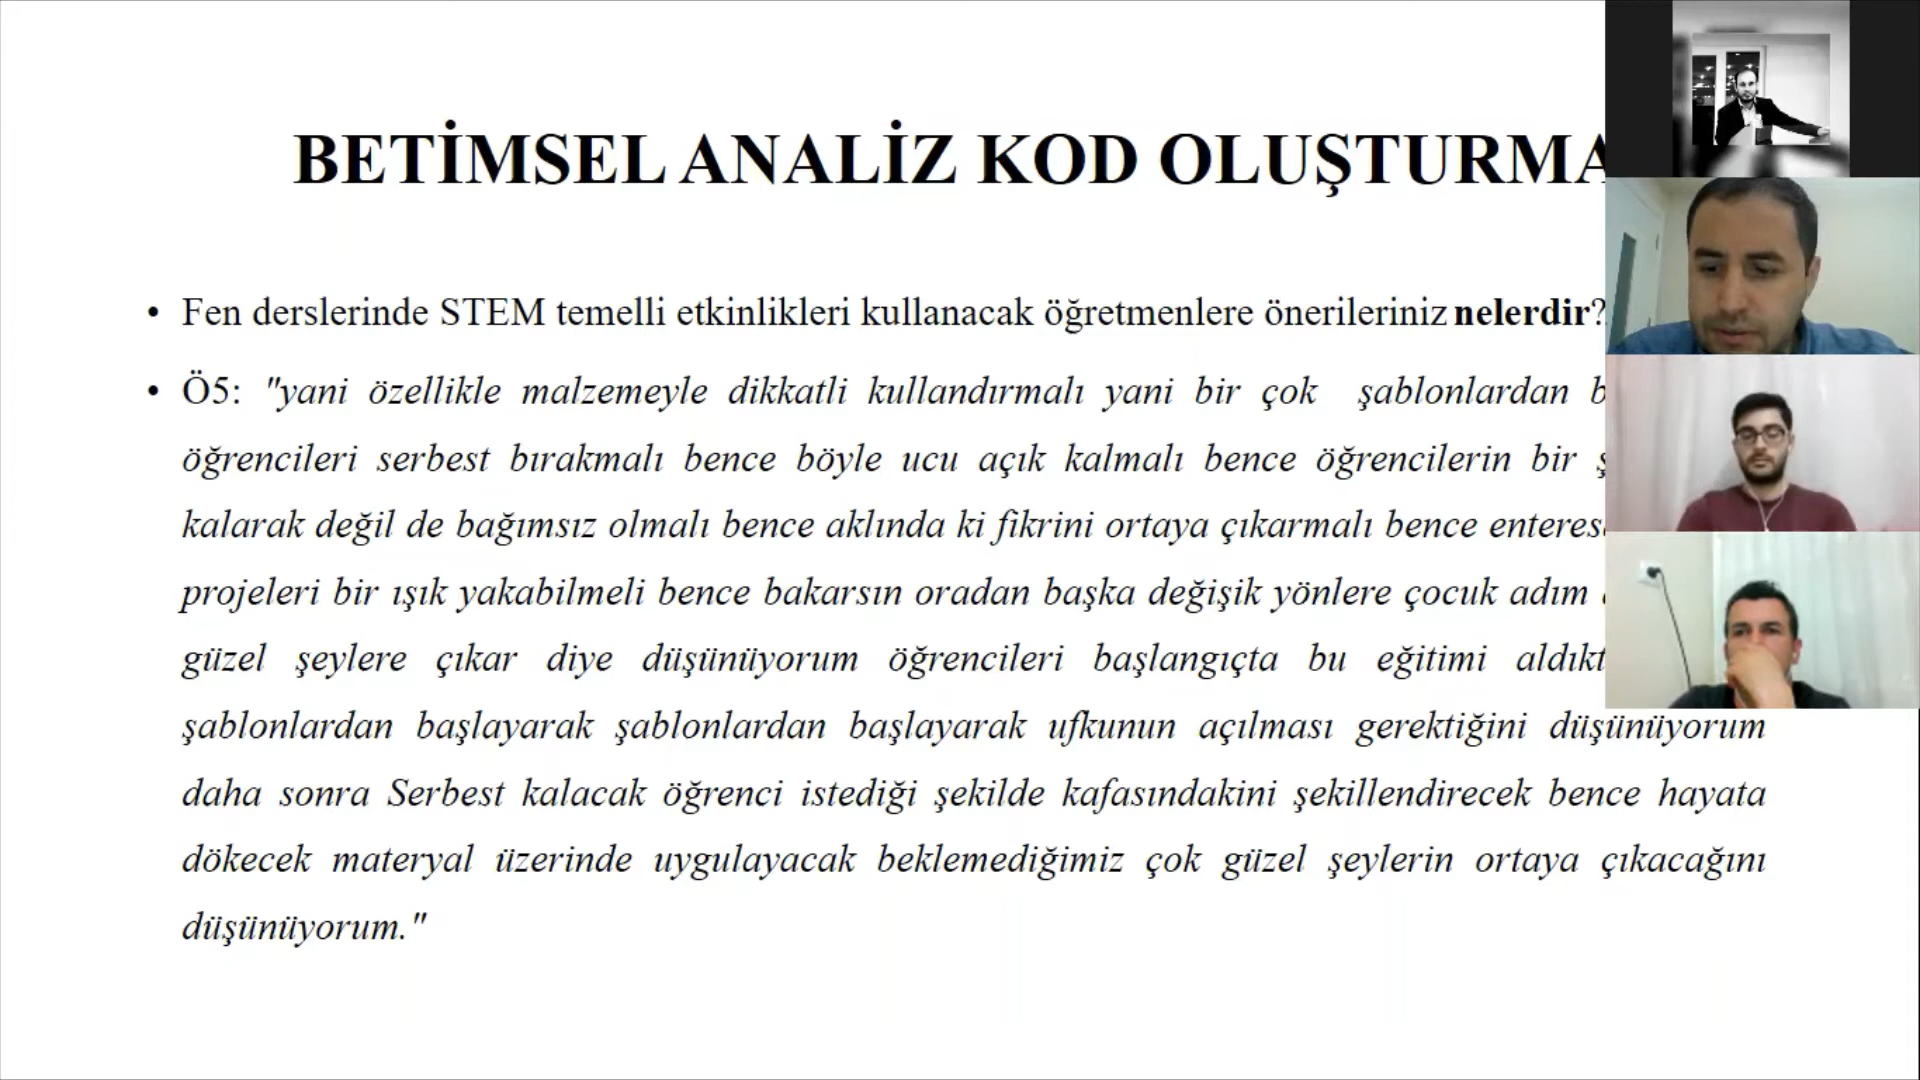 BETİMSEL ANALİZ KOD OLUŞTURMA
• Fen derslerinde STEM temelli etkinlikleri kullanacak öğretmenlere önerileriniz nelerdir?
• Ö5: "yani özellikle malzemeyle dikkatli kullandırmalı yani bir çok şablonlardan
öğrencileri serbest bırakmalı bence böyle ucu açık kalmalı bence öğrencilerin bir
kalarak değil de bağımsız olmalı bence aklında ki fikrini ortaya çıkarmalı bence
projeleri bir ışık yakabilmeli bence bakarsın oradan başka değişik yönlere çocuk adım
güzel şeylere çıkar diye düşünüyorum öğrencileri başlangıçta bu eğitimi
şablonlardan başlayarak şablonlardan başlayarak ufkunun açılması gerektiğini düşünüyorum
daha sonra Serbest kalacak öğrenci istediği şekilde kafasındakini şekillendirecek bence hayata
dökecek materyal üzerinde uygulayacak beklemediğimiz çok güzel şeylerin ortaya çıkacağını
düşünüyorum."